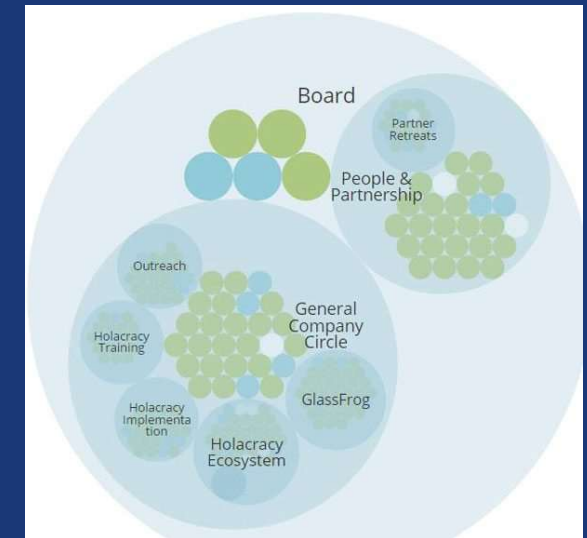 Board
Partner
Retreats
People &
Partnership
Outreach
General
Company
Circle
Holacracy
Training
GlassFrog
Holacracy
Implementa
tion
Holacracy
Ecosystem